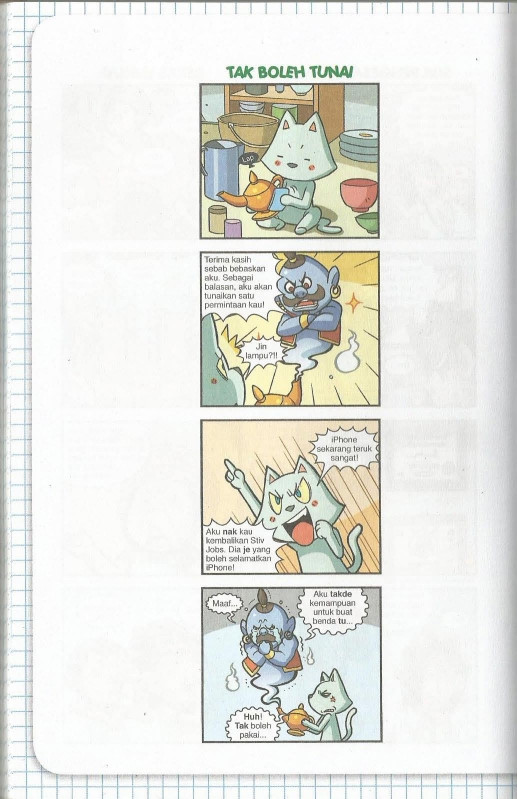 TAK BOLEH TUNAI
Lap
Terima kasih
sebab bebaskan
aku. Sebagai
balasan, aku akan
tunaikan satu
permintaan kau!
Jin
lampu?!!
iPhone
sekarang teruk
sangat!
Aku nak kau
kembalikan Stiv
Jobs. Dia je yang
boleh selamatkan
iPhone!
Maaf...
Aku takde
kemampuan
untuk buat
benda tu...
Huh!
Tak boleh
pakai...